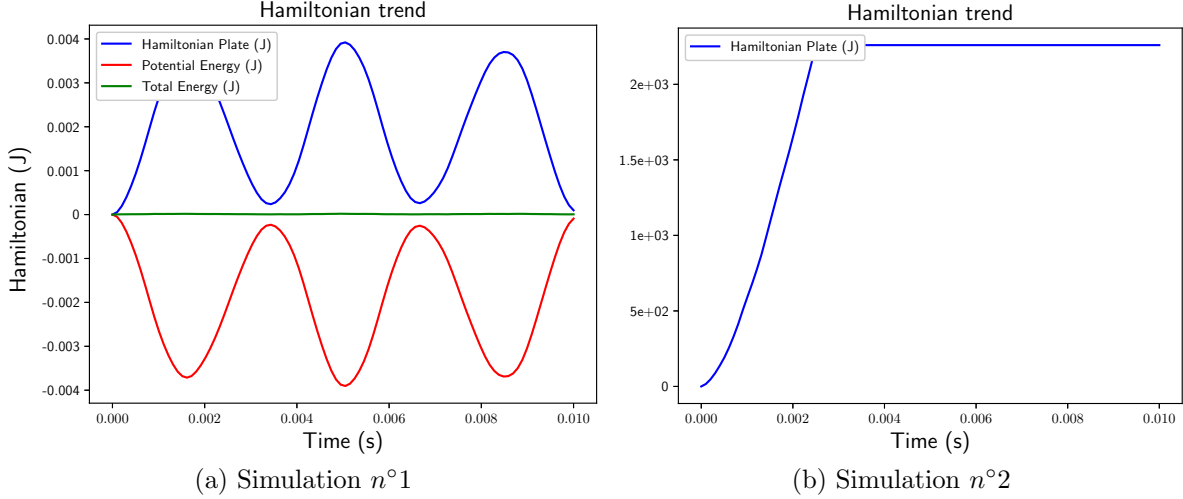 Hamiltonian trend
Hamiltonian (J)
0.004
0.003
0.002
0.001
0
-0.001
-0.002
-0.003
-0.004
Hamiltonian Plate (J)
Potential Energy (J)
Total Energy (J)
0.000 0.002 0.004 0.006 0.008 0.010
Time (s)
(a) Simulation n°1
Hamiltonian trend
2e+03
1.5e+03
1e+03
5e+02
0
Hamiltonian Plate (J)
0.000 0.002 0.004 0.006 0.008 0.010
Time (s)
(b) Simulation n°2